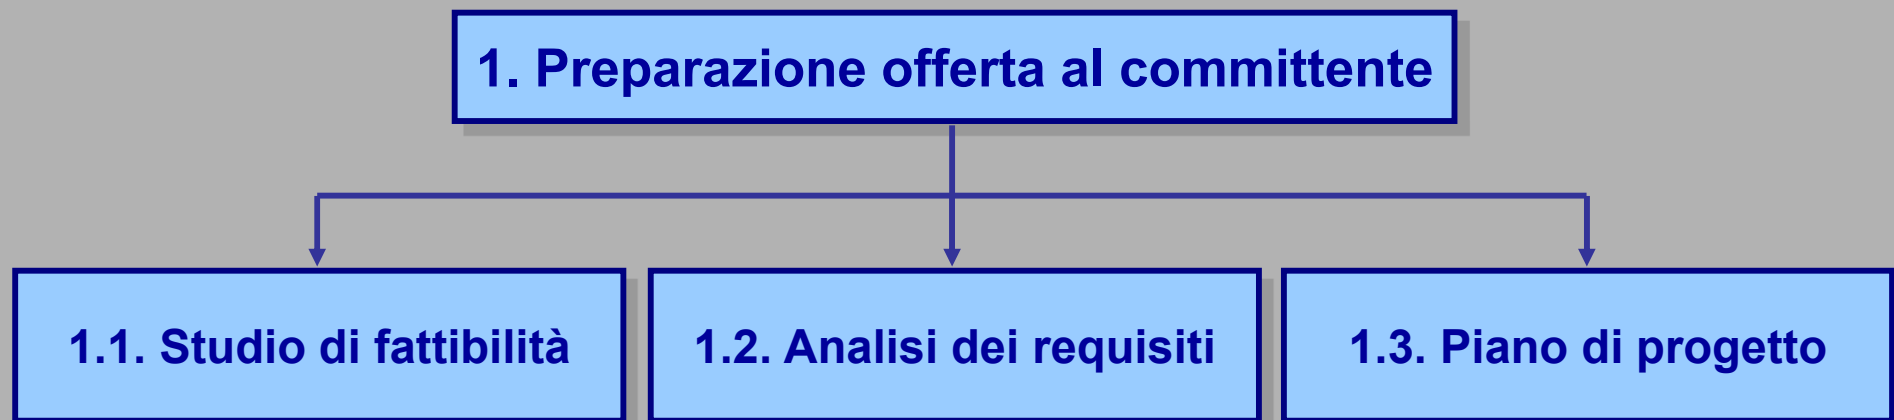 1. Preparazione offerta al committente
1.1. Studio di fattibilità
1.2. Analisi dei requisiti
1.3. Piano di progetto